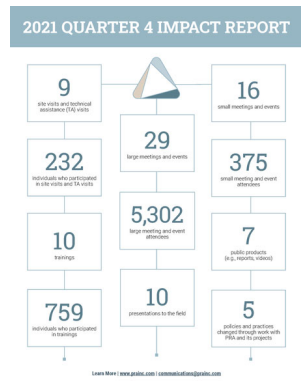 2021 QUARTER 4 IMPACT REPORT
9
site visits and technical
assistance (TA) visits
232
individuals who participated
in site visits and TA visits
10
trainings
759
individuals who participated
in trainings
29
large meetings and events
5,302
large meeting and event
attendees
10
presentations to the field
16
small meetings and events
375
small meeting and event
attendees
7
public products
(e.g., reports, videos)
5
policies and practices
changed through work with
PRA and its projects
Learn More | www.prainc.com | communications@prainc.com